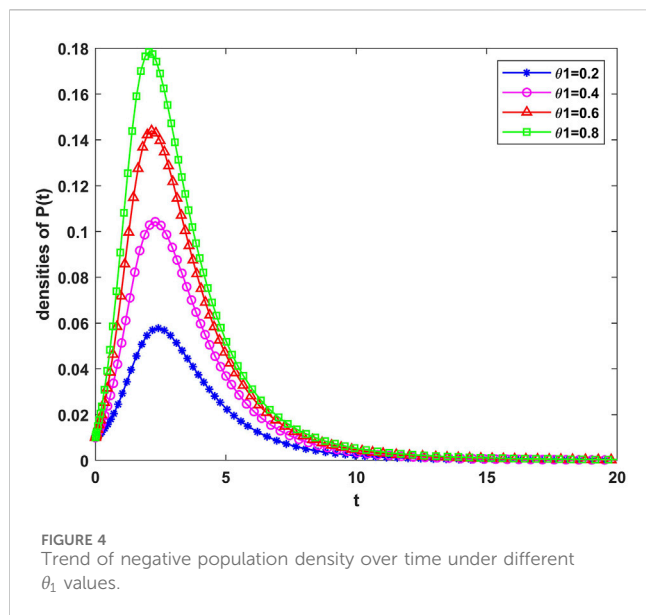 0.18
0.16
0.14
0.12
0.1
0.08
0.06
0.04
0.02
0
densities of P(t)
θ1=0.2
θ1=0.4
θ1=0.6
θ1=0.8
0 5 10 15 20
t
FIGURE 4
Trend of negative population density over time under different
θ₁ values.